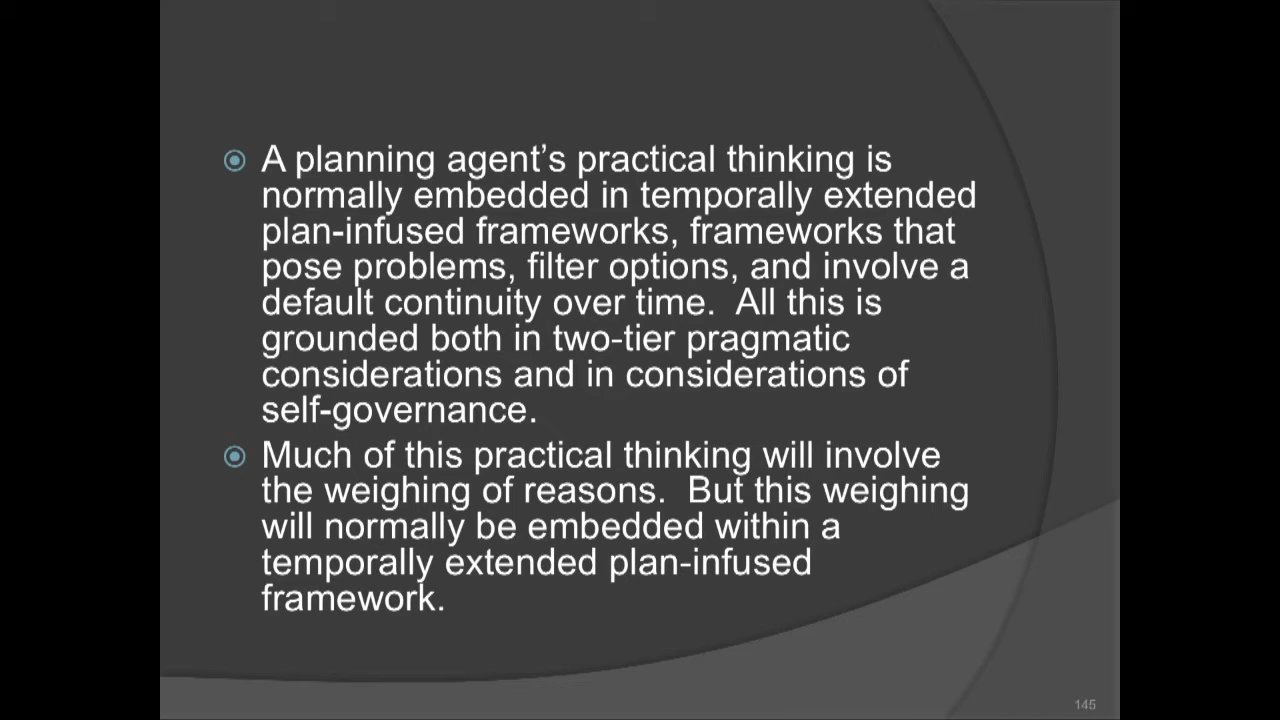 A planning agent’s practical thinking is
normally embedded in temporally extended
plan-infused frameworks, frameworks that
pose problems, filter options, and involve a
default continuity over time.  All this is
grounded both in two-tier pragmatic
considerations and in considerations of
self-governance.
Much of this practical thinking will involve
the weighing of reasons.  But this weighing
will normally be embedded within a
temporally extended plan-infused
framework.
145